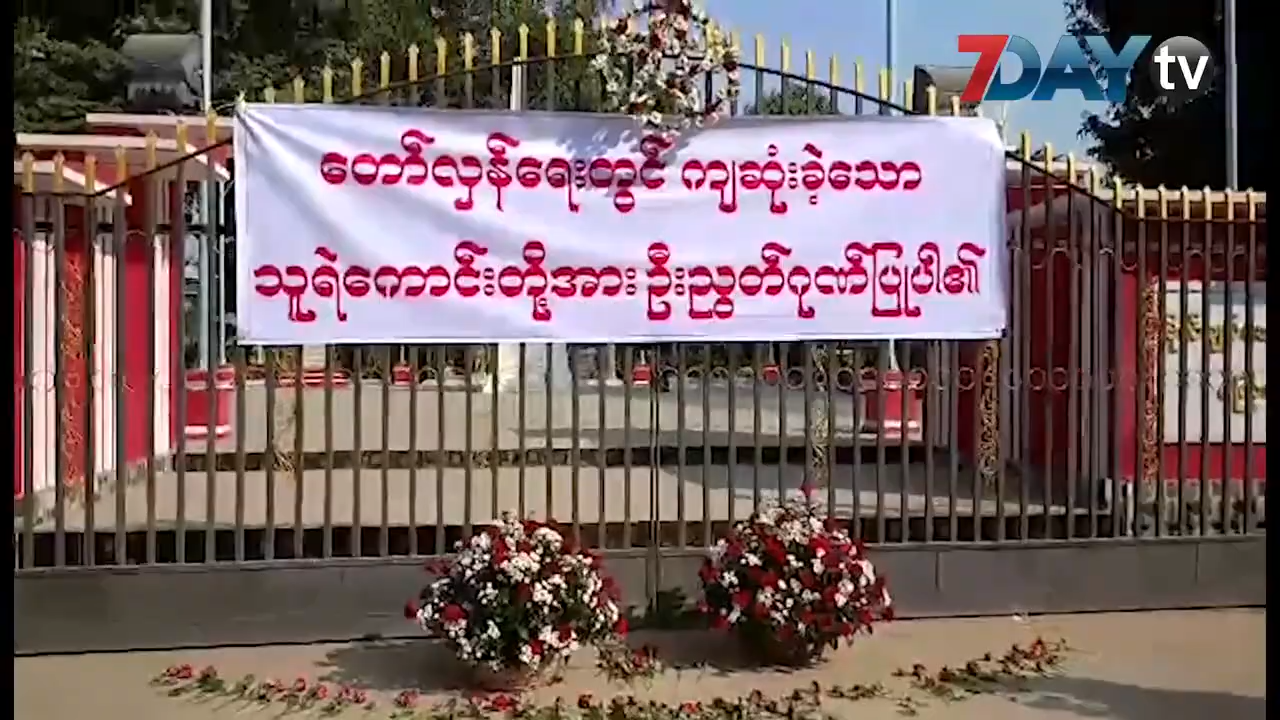 7DAY tv
တော်လှန်ရေးတွင် ကျဆုံးခဲ့သော
သူရဲကောင်းတို့အား ဦးညွှတ်ဂုဏ်ပြုပါ၏